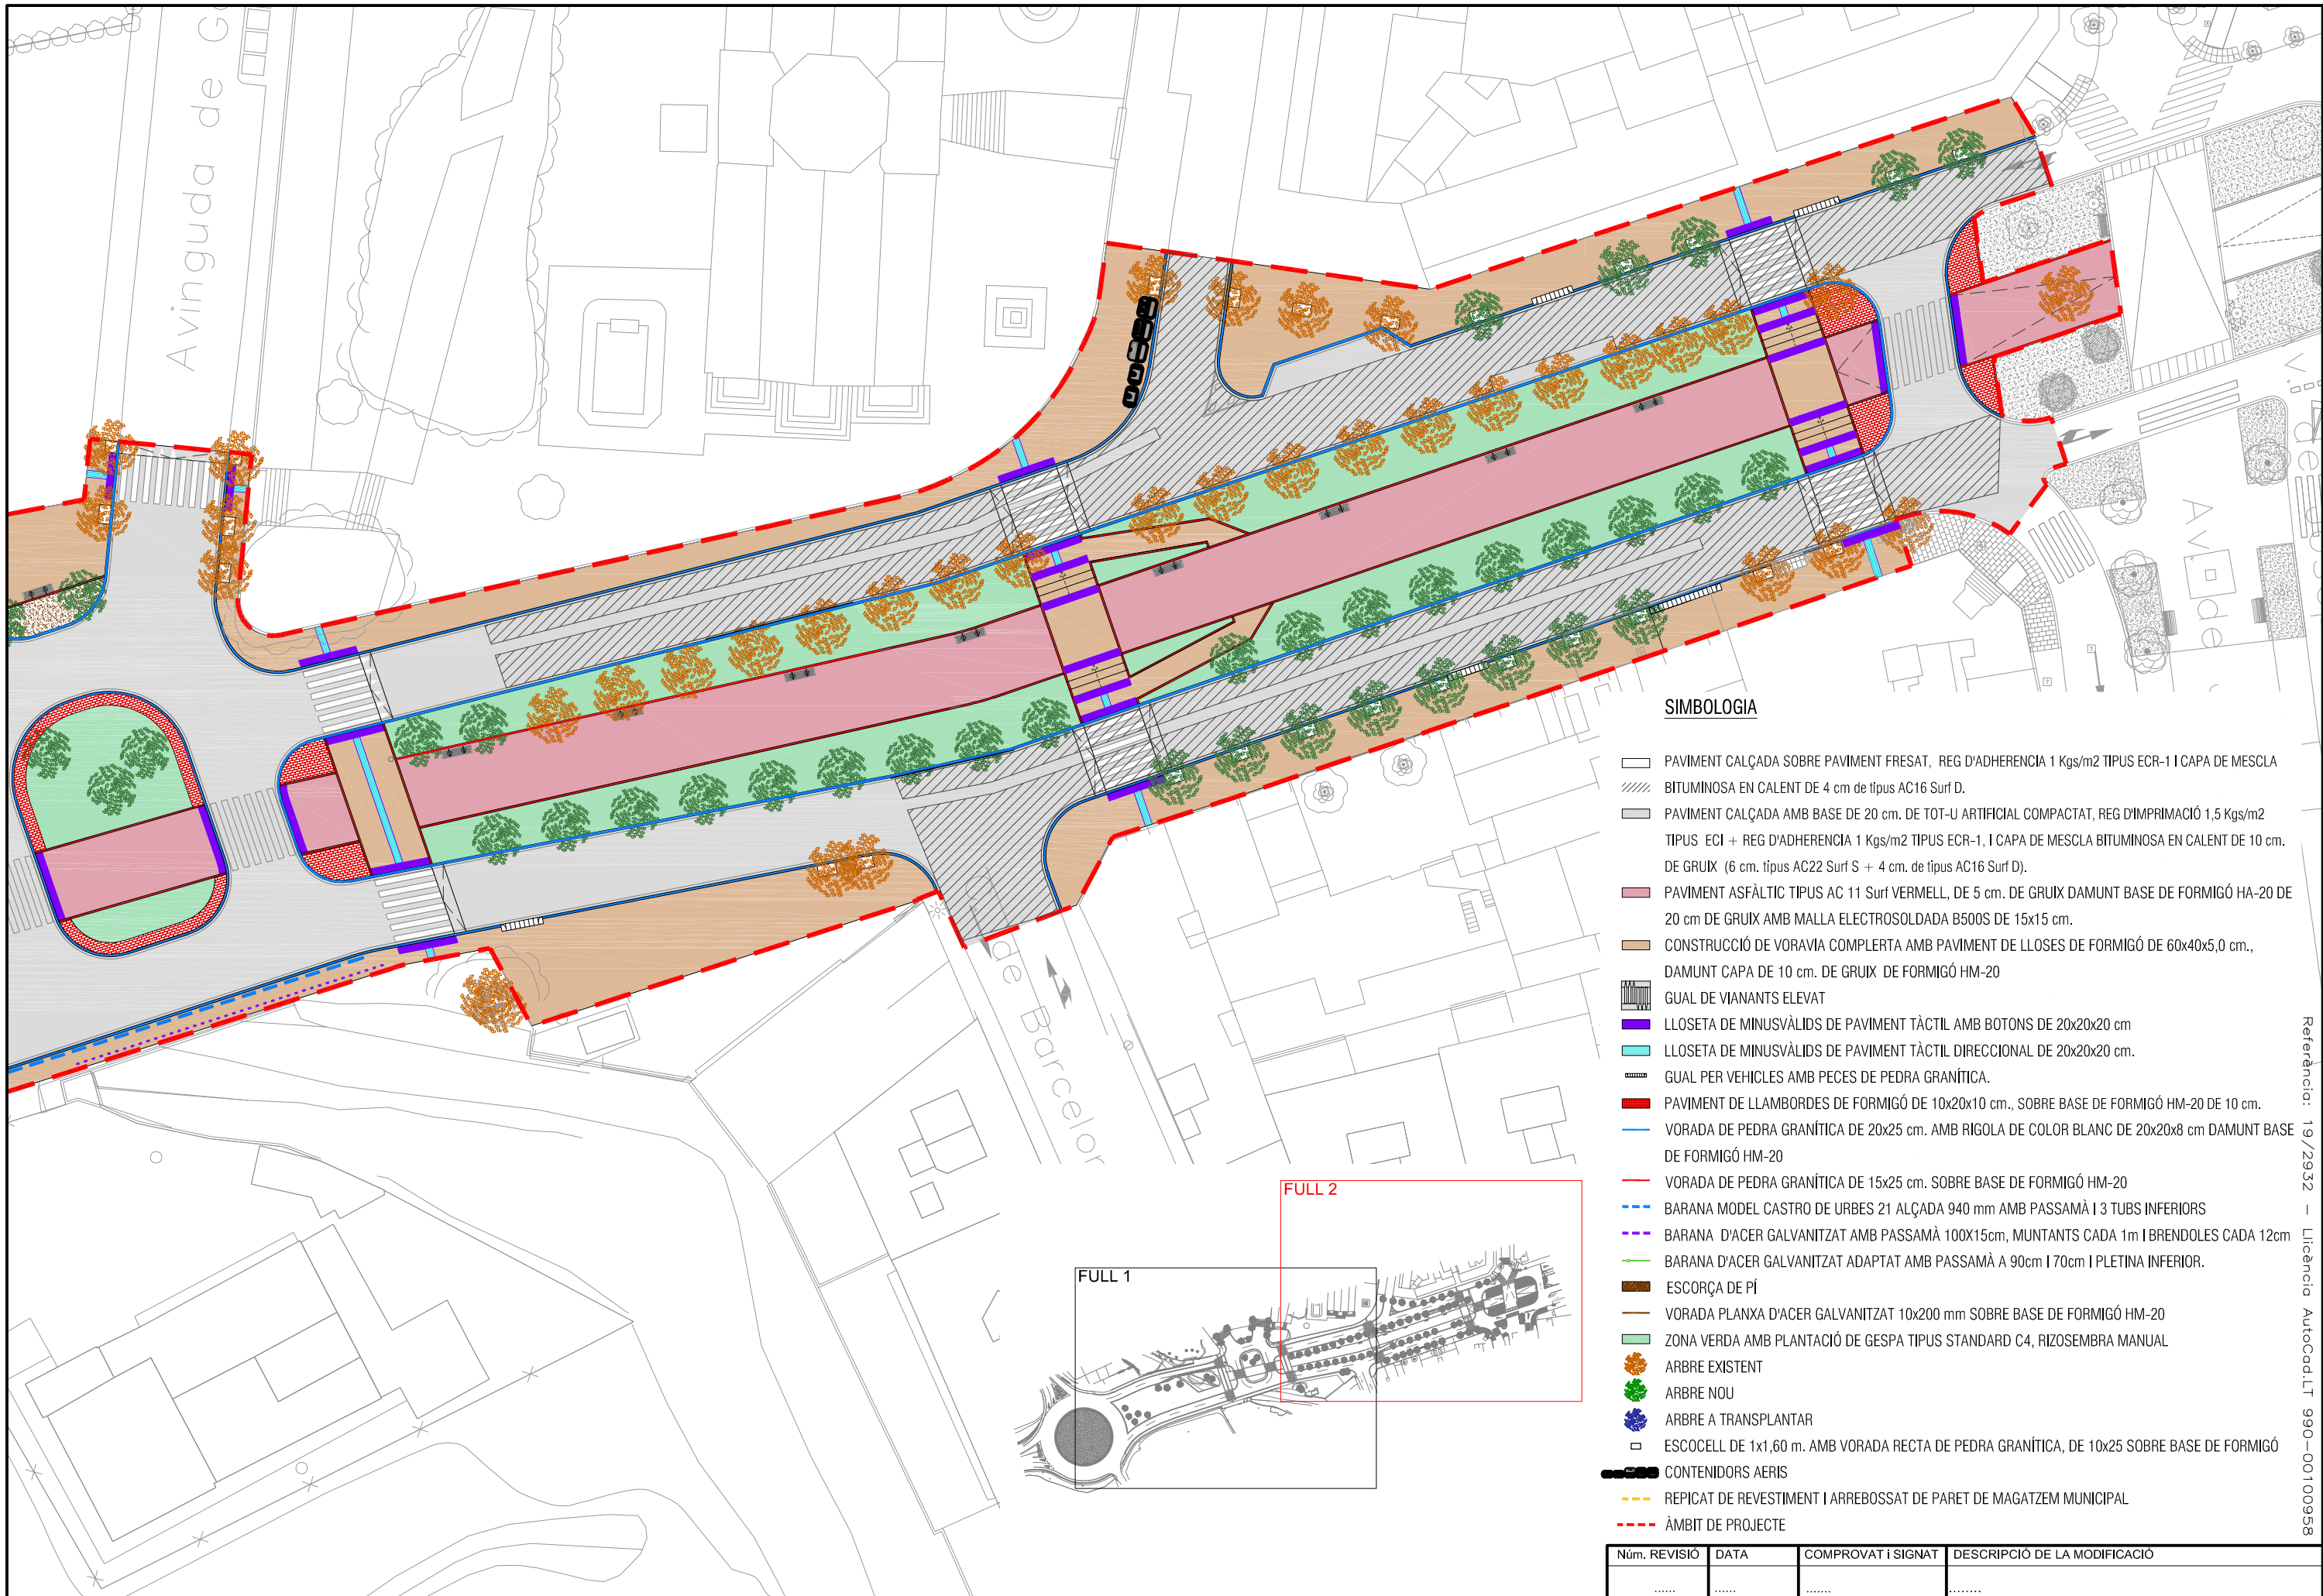 Avinguda de G
de Barcelon
SIMBOLOGIA
PAVIMENT CALÇADA SOBRE PAVIMENT FRESAT, REG D'ADHERENCIA 1 Kgs/m2 TIPUS ECR-1 I CAPA DE MESCLA
BITUMINOSA EN CALENT DE 4 cm de tipus AC16 Surf D.
PAVIMENT CALÇADA AMB BASE DE 20 cm. DE TOT-U ARTIFICIAL COMPACTAT, REG D'IMPRIMACIÓ 1,5 Kgs/m2
TIPUS ECI + REG D'ADHERENCIA 1 Kgs/m2 TIPUS ECR-1, I CAPA DE MESCLA BITUMINOSA EN CALENT DE 10 cm.
DE GRUIX (6 cm. tipus AC22 Surf S + 4 cm. de tipus AC16 Surf D).
PAVIMENT ASFÀLTIC TIPUS AC 11 Surf VERMELL, DE 5 cm. DE GRUIX DAMUNT BASE DE FORMIGÓ HA-20 DE
20 cm DE GRUIX AMB MALLA ELECTROSOLDADA B500S DE 15x15 cm.
CONSTRUCCIÓ DE VORAVIA COMPLERTA AMB PAVIMENT DE LLOSES DE FORMIGÓ DE 60x40x5,0 cm.,
DAMUNT CAPA DE 10 cm. DE GRUIX DE FORMIGÓ HM-20
GUAL DE VIANANTS ELEVAT
LLOSETA DE MINUSVÀLIDS DE PAVIMENT TÀCTIL AMB BOTONS DE 20x20x20 cm
LLOSETA DE MINUSVÀLIDS DE PAVIMENT TÀCTIL DIRECCIONAL DE 20x20x20 cm.
GUAL PER VEHICLES AMB PECES DE PEDRA GRANÍTICA.
PAVIMENT DE LLAMBORDES DE FORMIGÓ DE 10x20x10 cm., SOBRE BASE DE FORMIGÓ HM-20 DE 10 cm.
VORADA DE PEDRA GRANÍTICA DE 20x25 cm. AMB RIGOLA DE COLOR BLANC DE 20x20x8 cm DAMUNT BASE
DE FORMIGÓ HM-20
VORADA DE PEDRA GRANÍTICA DE 15x25 cm. SOBRE BASE DE FORMIGÓ HM-20
BARANA MODEL CASTRO DE URBES 21 ALÇADA 940 mm AMB PASSAMÀ I 3 TUBS INFERIORS
BARANA D'ACER GALVANITZAT AMB PASSAMÀ 100X15cm, MUNTANTS CADA 1m I BRENDOLES CADA 12cm
BARANA D'ACER GALVANITZAT ADAPTAT AMB PASSAMÀ A 90cm I 70cm I PLETINA INFERIOR.
ESCORÇA DE PÍ
VORADA PLANXA D'ACER GALVANITZAT 10x200 mm SOBRE BASE DE FORMIGÓ HM-20
ZONA VERDA AMB PLANTACIÓ DE GESPA TIPUS STANDARD C4, RIZOSEMBRA MANUAL
ARBRE EXISTENT
ARBRE NOU
ARBRE A TRANSPLANTAR
ESCOCELL DE 1x1,60 m. AMB VORADA RECTA DE PEDRA GRANÍTICA, DE 10x25 SOBRE BASE DE FORMIGÓ
CONTENIDORS AERIS
REPICAT DE REVESTIMENT I ARREBOSSAT DE PARET DE MAGATZEM MUNICIPAL
ÀMBIT DE PROJECTE
FULL 2
FULL 1
Referència: 19/2932 - Llicència AutoCad.LT 990-00100958
Núm. REVISIÓ DATA COMPROVAT i SIGNAT DESCRIPCIÓ DE LA MODIFICACIÓ
...... ...... ....... ........